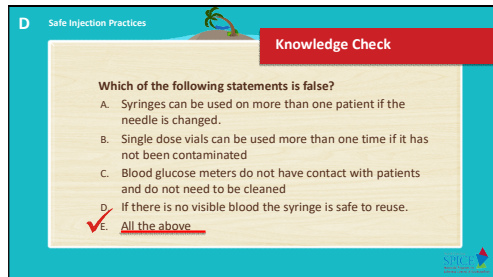 D
Safe Injection Practices
Knowledge Check
Which of the following statements is false?
A. Syringes can be used on more than one patient if the
needle is changed.
B. Single dose vials can be used more than one time if it has
not been contaminated
C. Blood glucose meters do not have contact with patients
and do not need to be cleaned
D. If there is no visible blood the syringe is safe to reuse.
E. All the above
SPICE